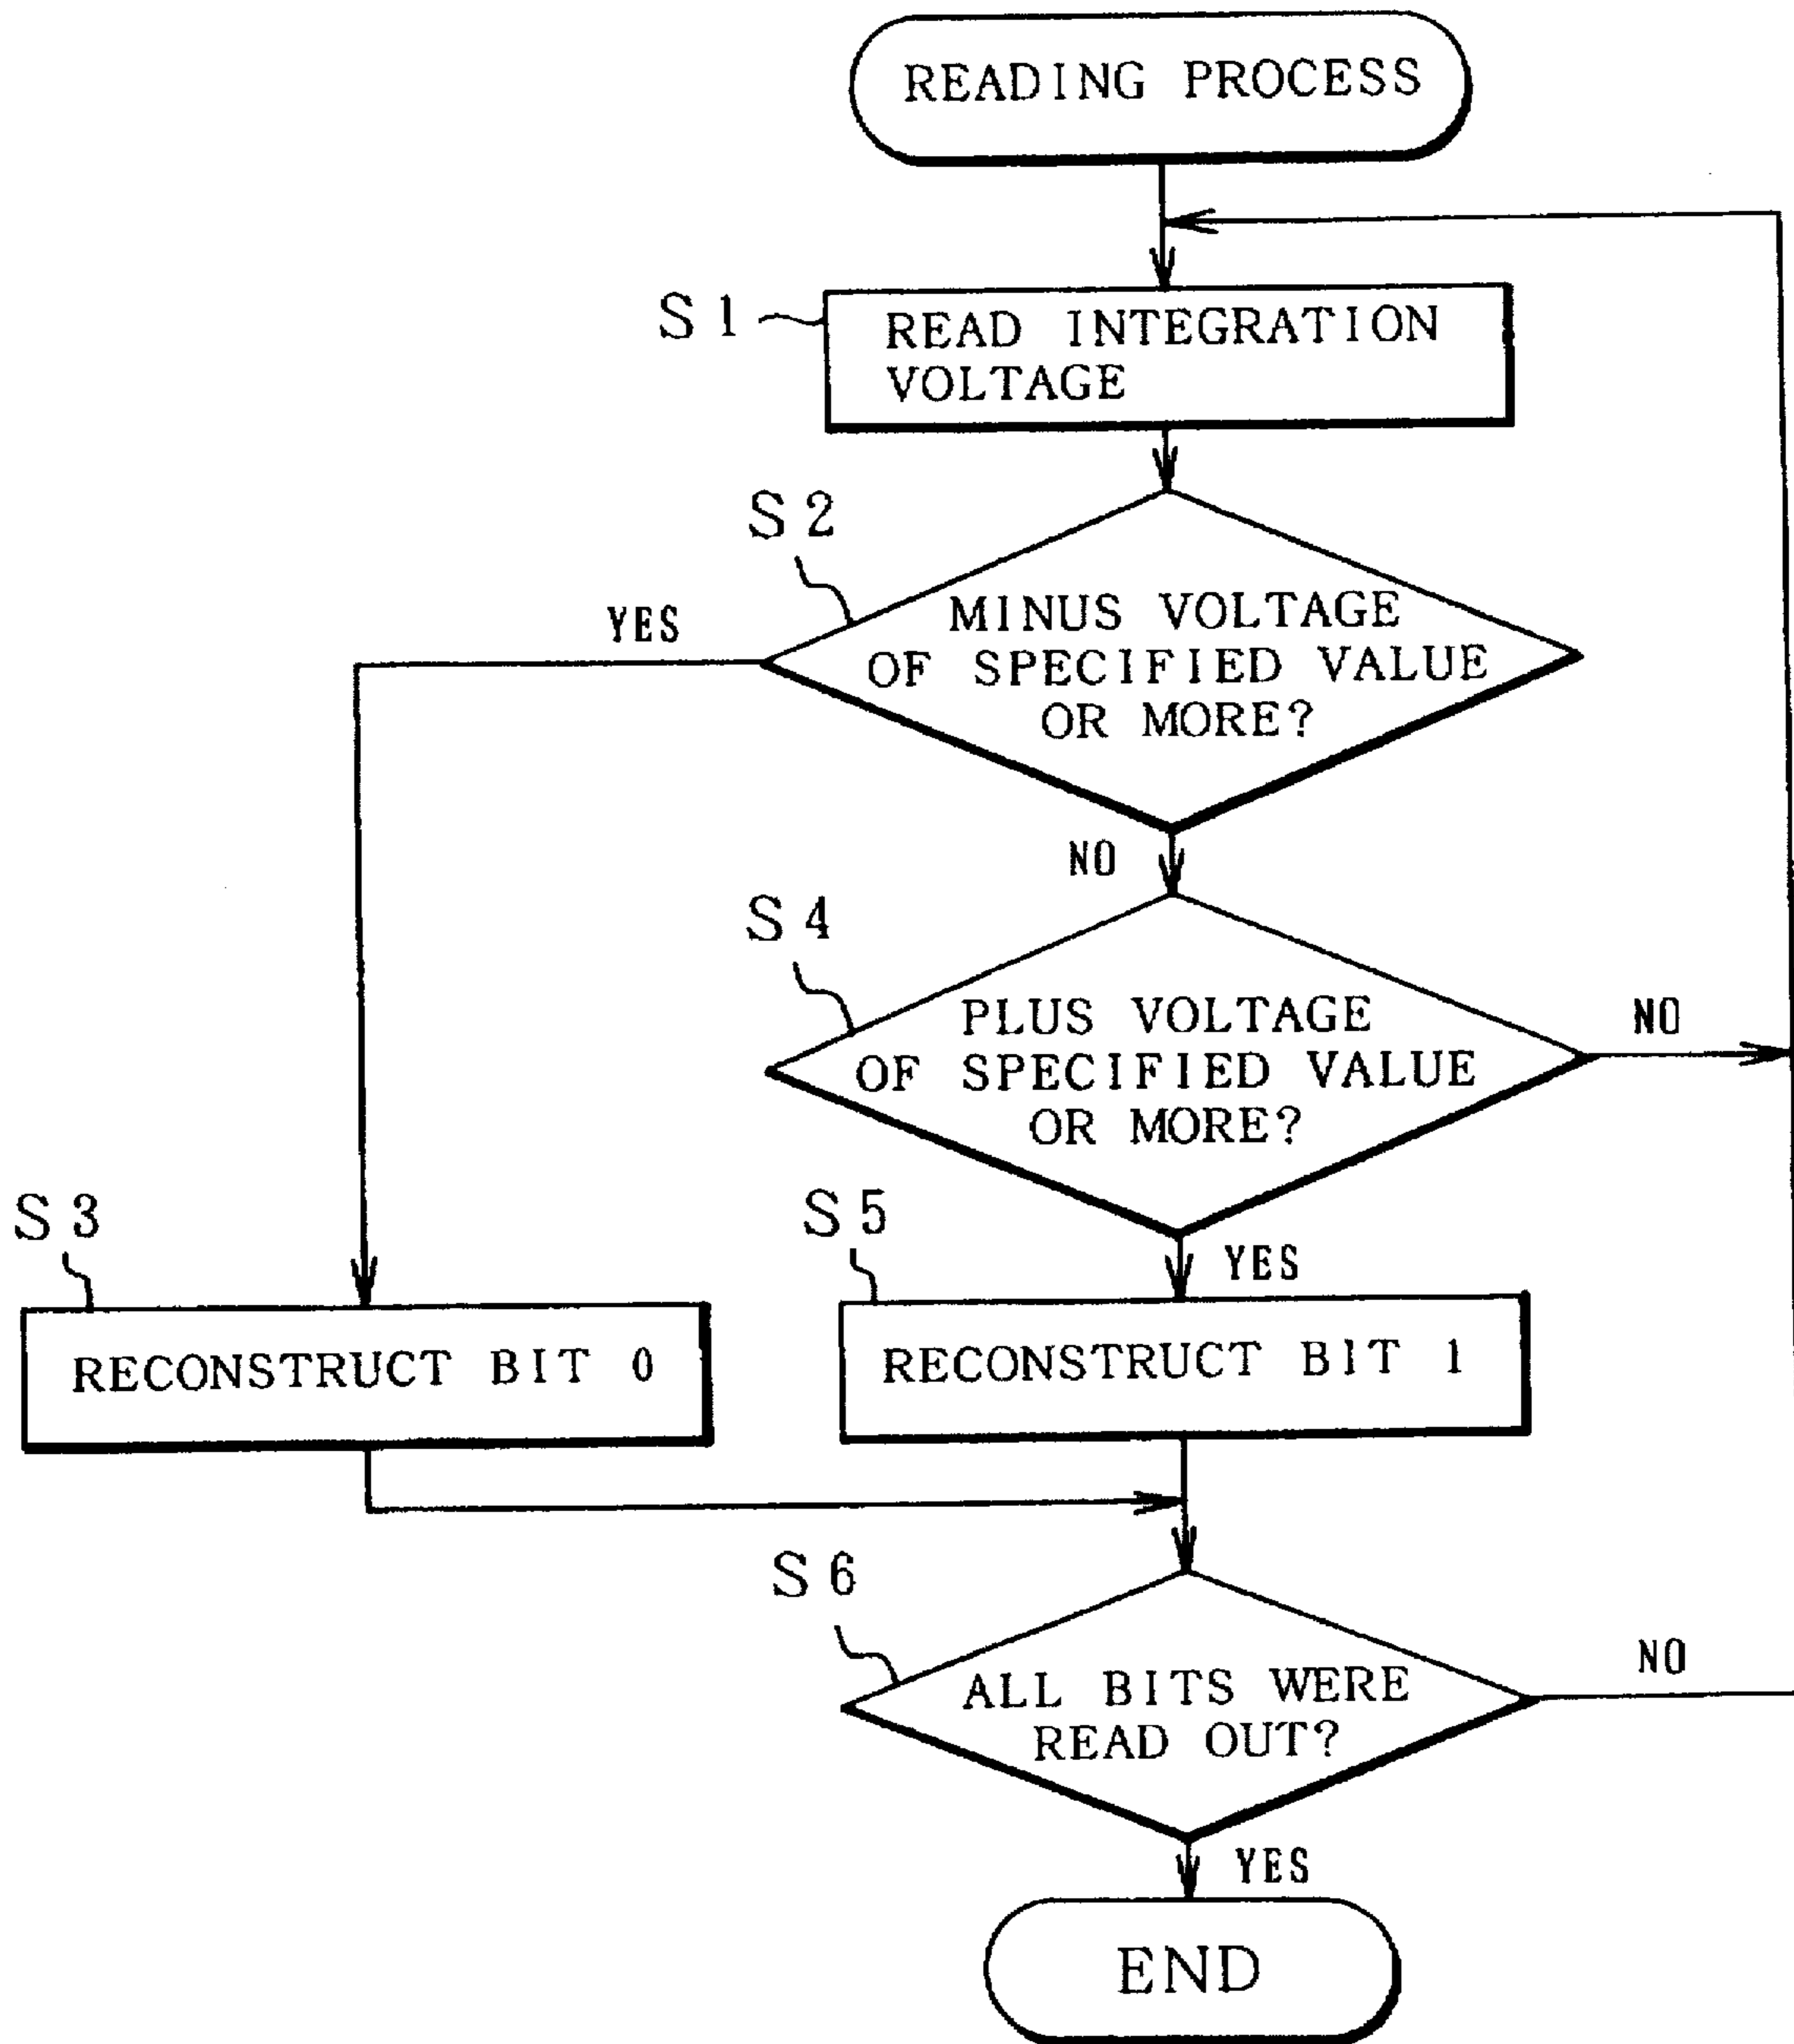 READING PROCESS
S1
READ INTEGRATION
VOLTAGE
S2
YES
MINUS VOLTAGE
OF SPECIFIED VALUE
OR MORE?
NO
S4
PLUS VOLTAGE
OF SPECIFIED VALUE
OR MORE?
NO
S3
S5
YES
RECONSTRUCT BIT 0
RECONSTRUCT BIT 1
S6
ALL BITS WERE
READ OUT?
NO
YES
END